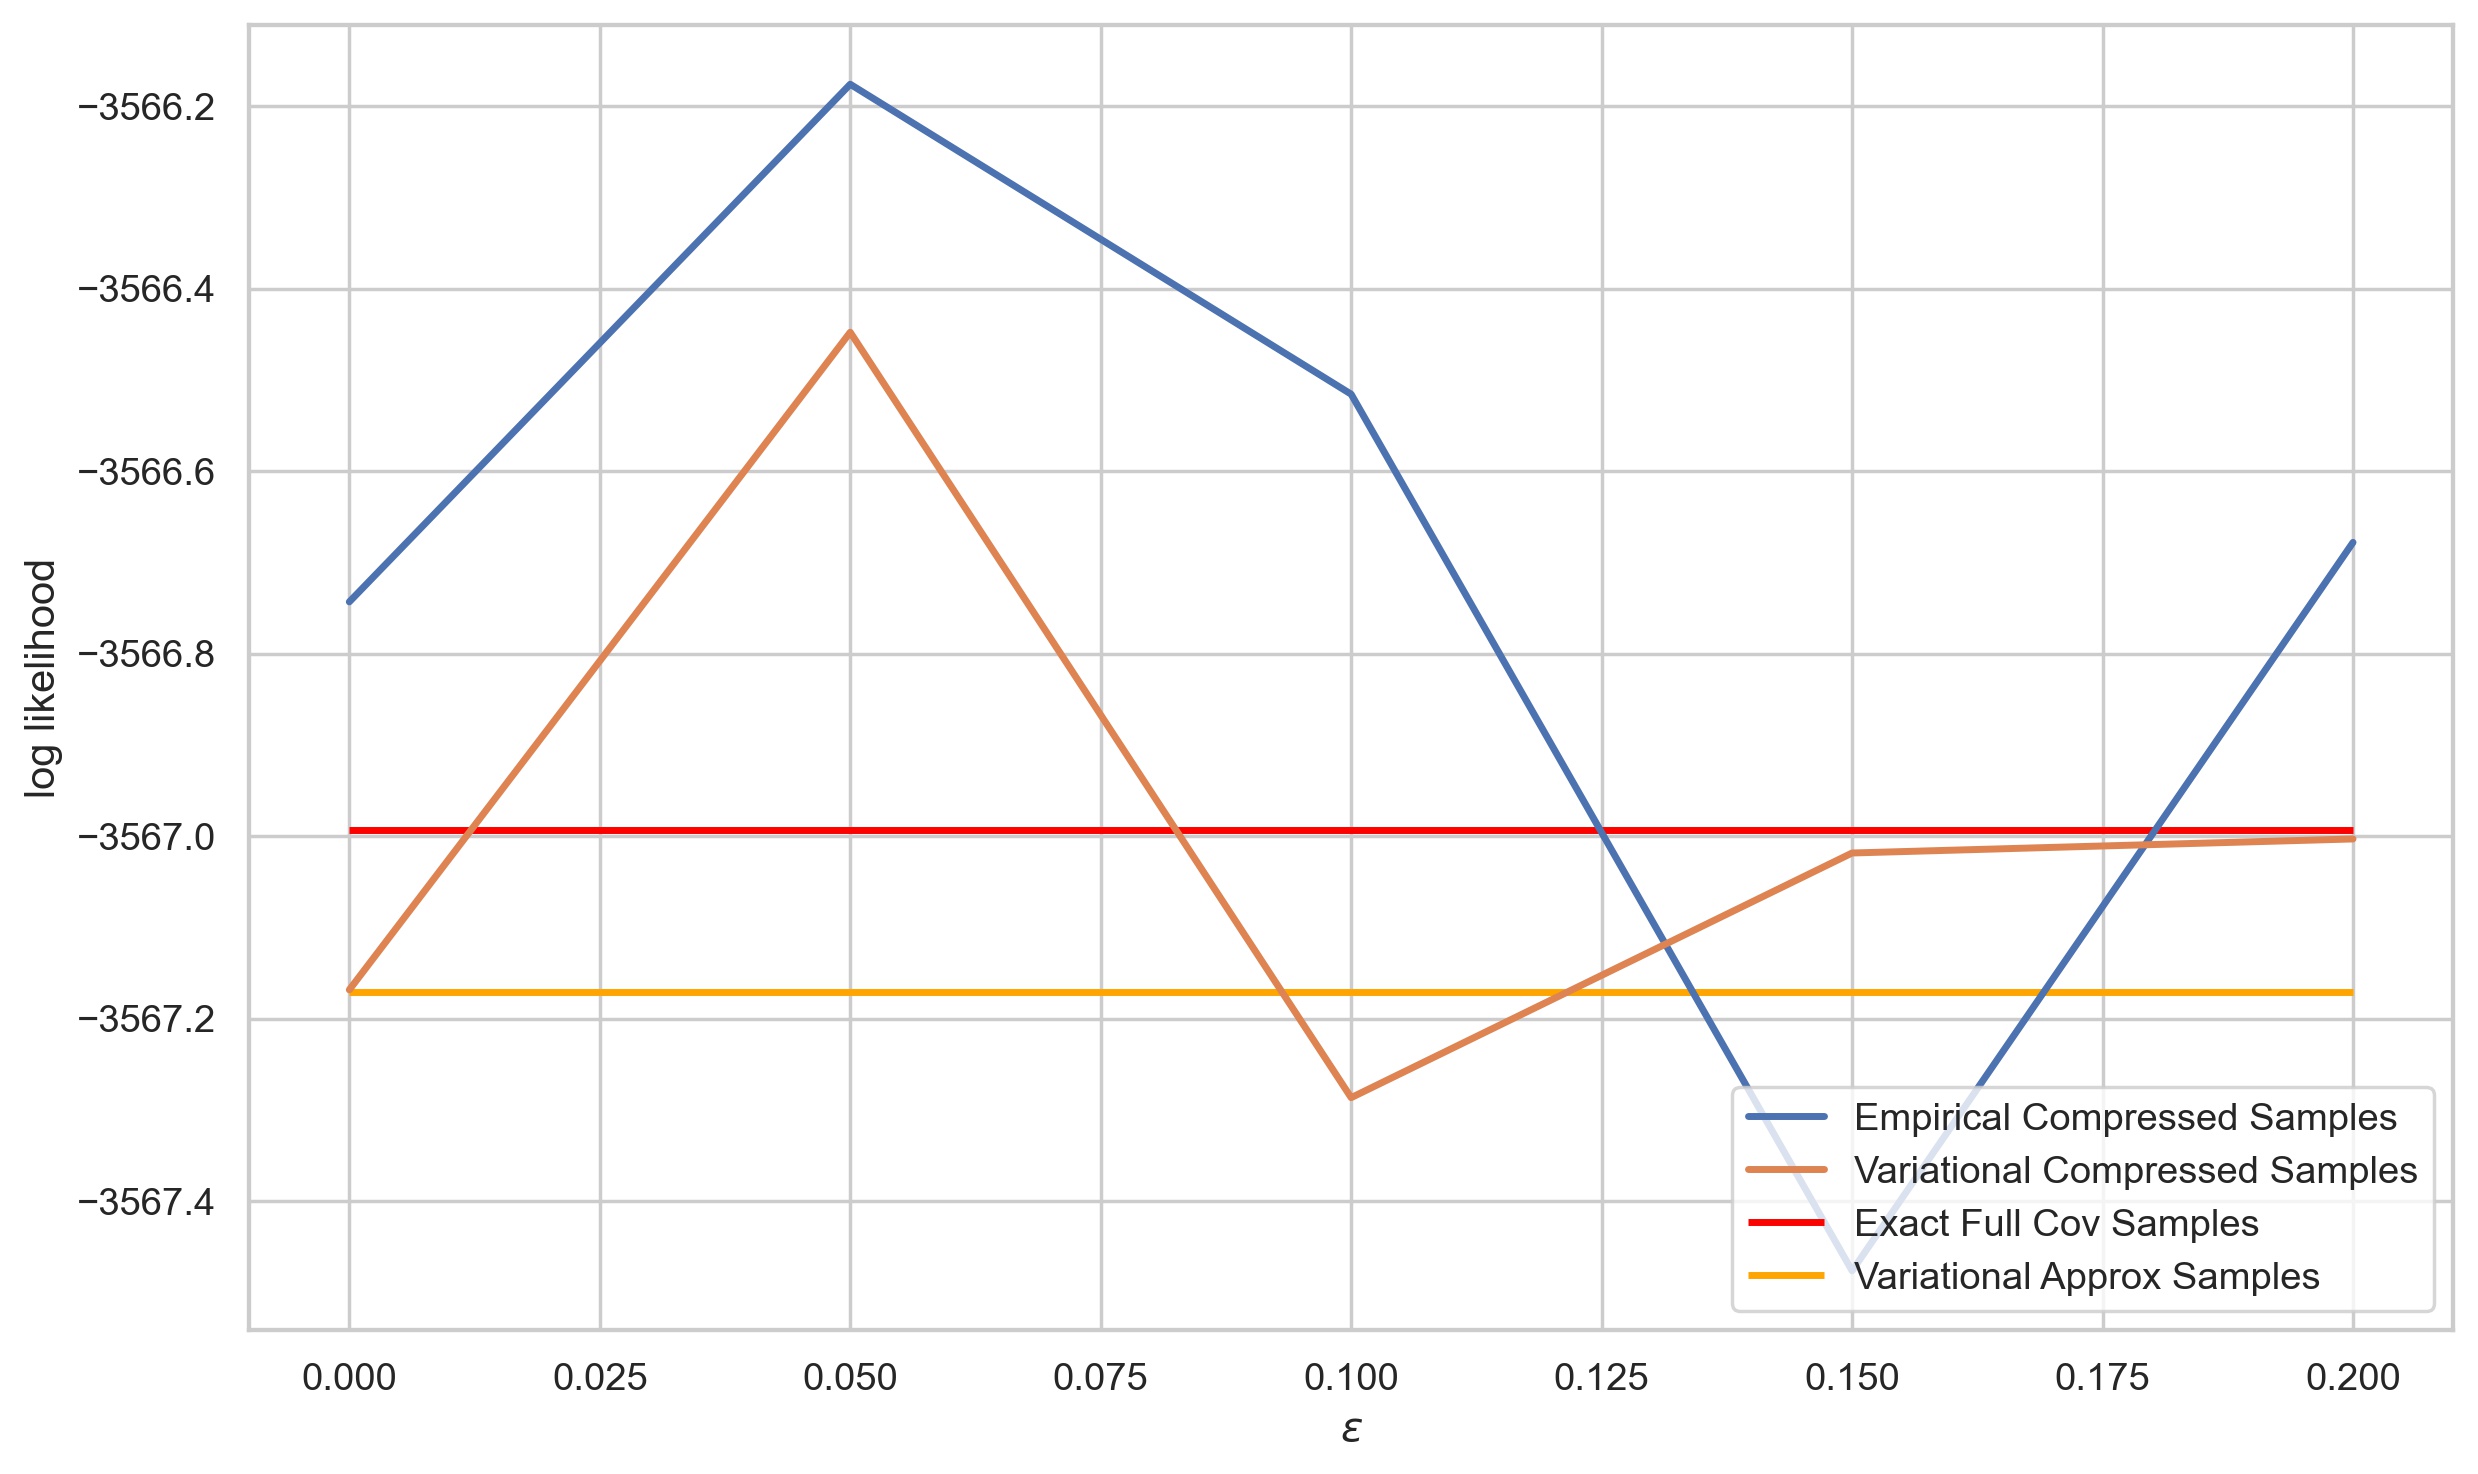 −3566.2
−3566.4
−3566.6
−3566.8
−3567.0
−3567.2
−3567.4
log likelihood
Empirical Compressed Samples
Variational Compressed Samples
Exact Full Cov Samples
Variational Approx Samples
0.000 0.025 0.050 0.075 0.100 0.125 0.150 0.175 0.200
ε